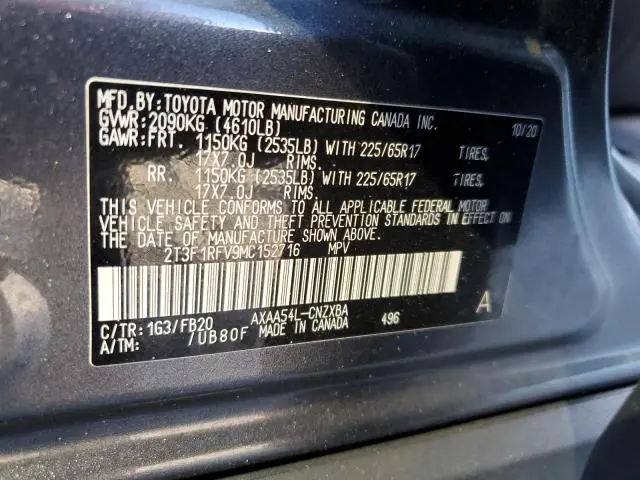 MFD.BY:TOYOTA MOTOR MANUFACTURING CANADA INC.
GVWR:2090KG (4610LB) 10/20
GAWR:FRT. 1150KG (2535LB) WITH 225/65R17 TIRES,
17X7.0J RIMS.
RR. 1150KG (2535LB) WITH 225/65R17 TIRES,
17X7.0J RIMS.
THIS VEHICLE CONFORMS TO ALL APPLICABLE FEDERAL MOTOR
VEHICLE SAFETY AND THEFT PREVENTION STANDARDS IN EFFECT ON
THE DATE OF MANUFACTURE SHOWN ABOVE.
2T3F1RFV9MC152716 MPV
A
C/TR: 1G3/FB20 AXAA54L-CNZXBA 496
A/TM: /UB80F MADE IN CANADA